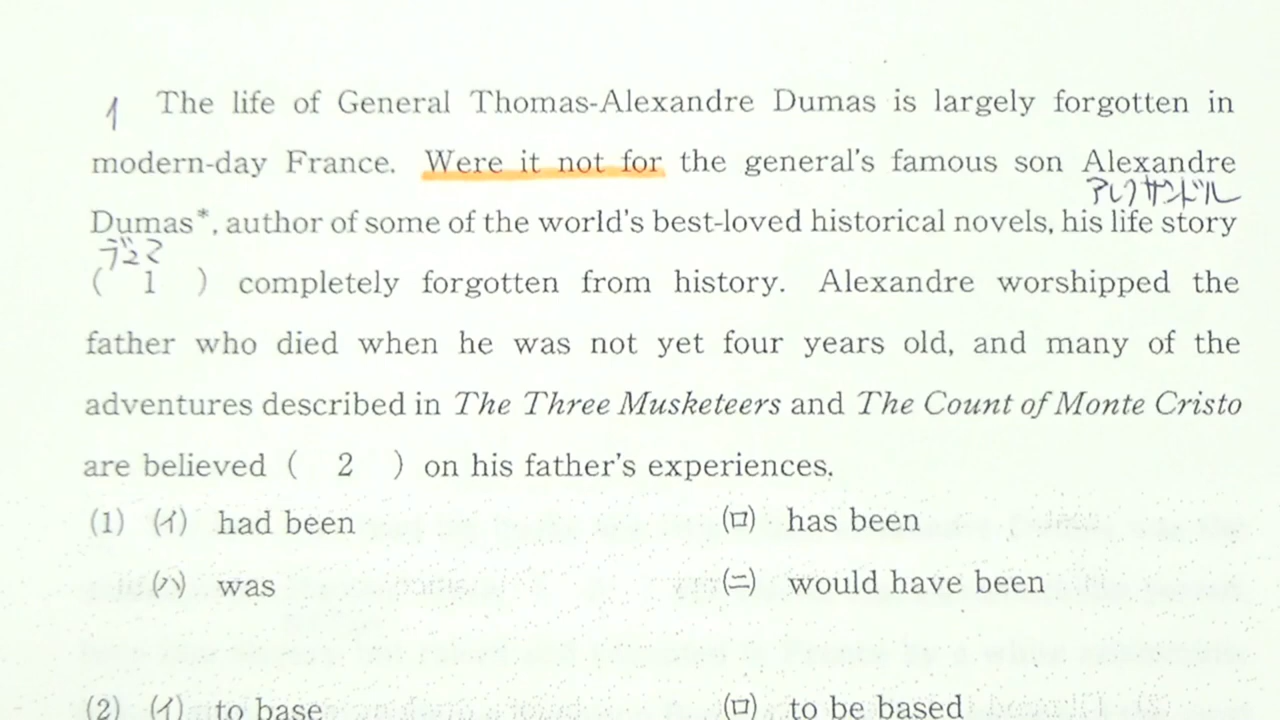 1 The life of General Thomas-Alexandre Dumas is largely forgotten in
modern-day France. Were it not for the general's famous son Alexandre
アレクサンドル
Dumas*, author of some of the world's best-loved historical novels, his life story
デュマ
( 1 ) completely forgotten from history. Alexandre worshipped the
father who died when he was not yet four years old, and many of the
adventures described in The Three Musketeers and The Count of Monte Cristo
are believed ( 2 ) on his father's experiences.
(1) (イ) had been (ロ) has been
(ハ) was (ニ) would have been
(2) (イ) to base (ロ) to be based